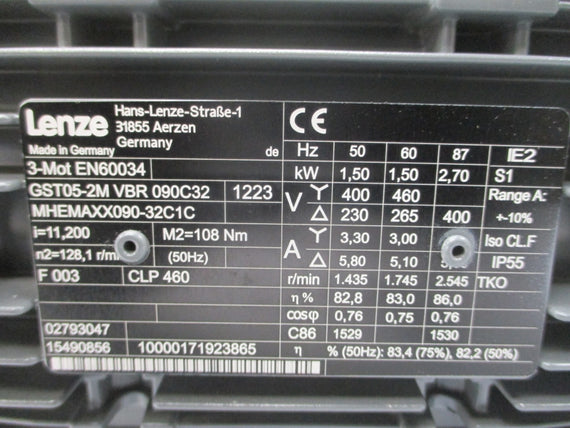 Lenze Hans-Lenze-Straße-1
31855 Aerzen
Made in Germany Germany de
3-Mot EN60034
GST05-2M VBR 090C32 1223
MHEMAXX090-32C1C
i=11,200 M2=108 Nm
n2=128,1 r/m (50Hz)
F 003 CLP 460
02793047
15490856 10000171923865
CE
Hz 50 60 87 IE2
kW 1,50 1,50 2,70 S1
V Y 400 460 Range A:
△ 230 265 400 +-10%
A Y 3,30 3,00 Iso CL.F
△ 5,80 5,10 IP55
r/min 1.435 1.745 2.545 TKO
η % 82,8 83,0 86,0
cosφ 0,76 0,75 0,76
C86 1529 1530
η % (50Hz): 83,4 (75%), 82,2 (50%)